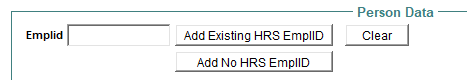 Person Data
Emplid Add Existing HRS EmplID Clear
Add No HRS EmplID